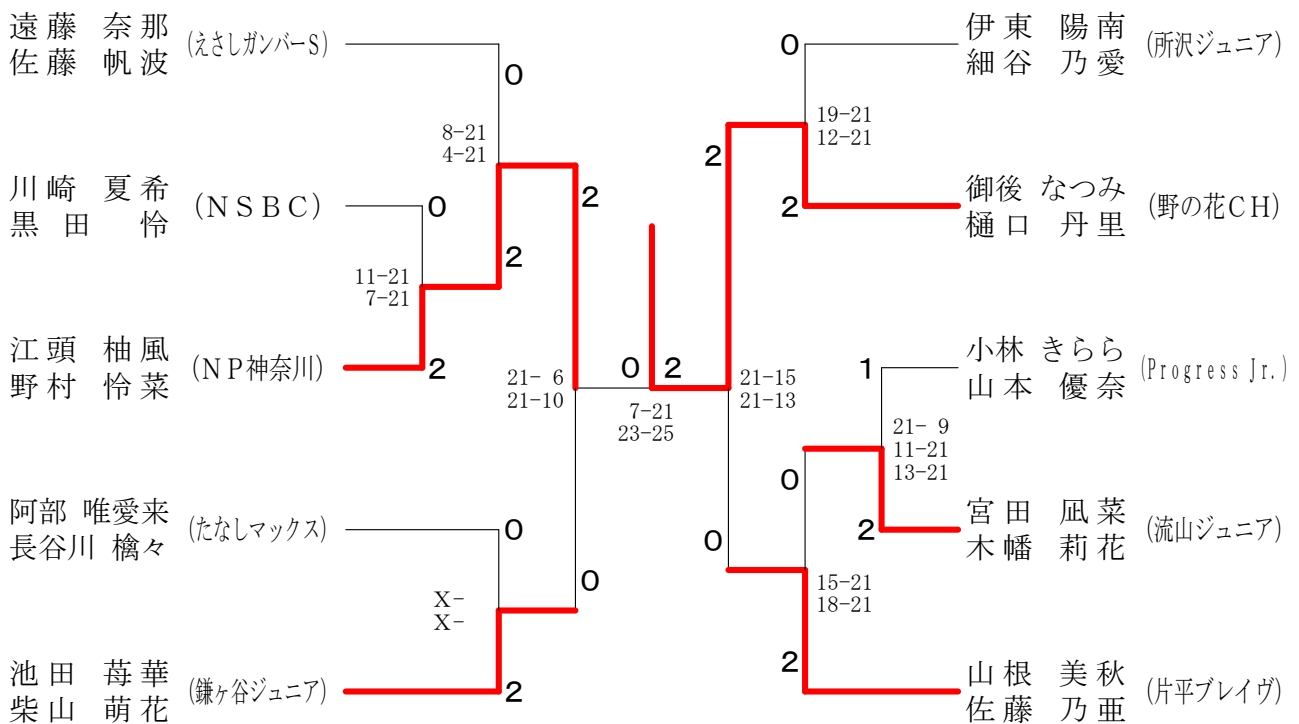 遠藤 奈那
佐藤 帆波
(えさしガンバーS)
0
8-21
4-21
川崎 夏希
黒田 怜
(NSBC)
0
2
2
11-21
7-21
江頭 柚風
野村 怜菜
(NP神奈川)
2
21- 6
21-10
阿部 唯愛来
長谷川 檎々
(たなしマックス)
0
0
X-
X-
池田 苺華
柴山 萌花
(鎌ヶ谷ジュニア)
2
0
2
7-21
23-25
伊東 陽南
細谷 乃愛
(所沢ジュニア)
0
19-21
12-21
2
御後 なつみ
樋口 丹里
(野の花CH)
2
21-15
21-13
小林 きらら
山本 優奈
(Progress Jr.)
1
21- 9
11-21
13-21
0
宮田 凪菜
木幡 莉花
(流山ジュニア)
2
0
15-21
18-21
山根 美秋
佐藤 乃亜
(片平ブレイヴ)
2